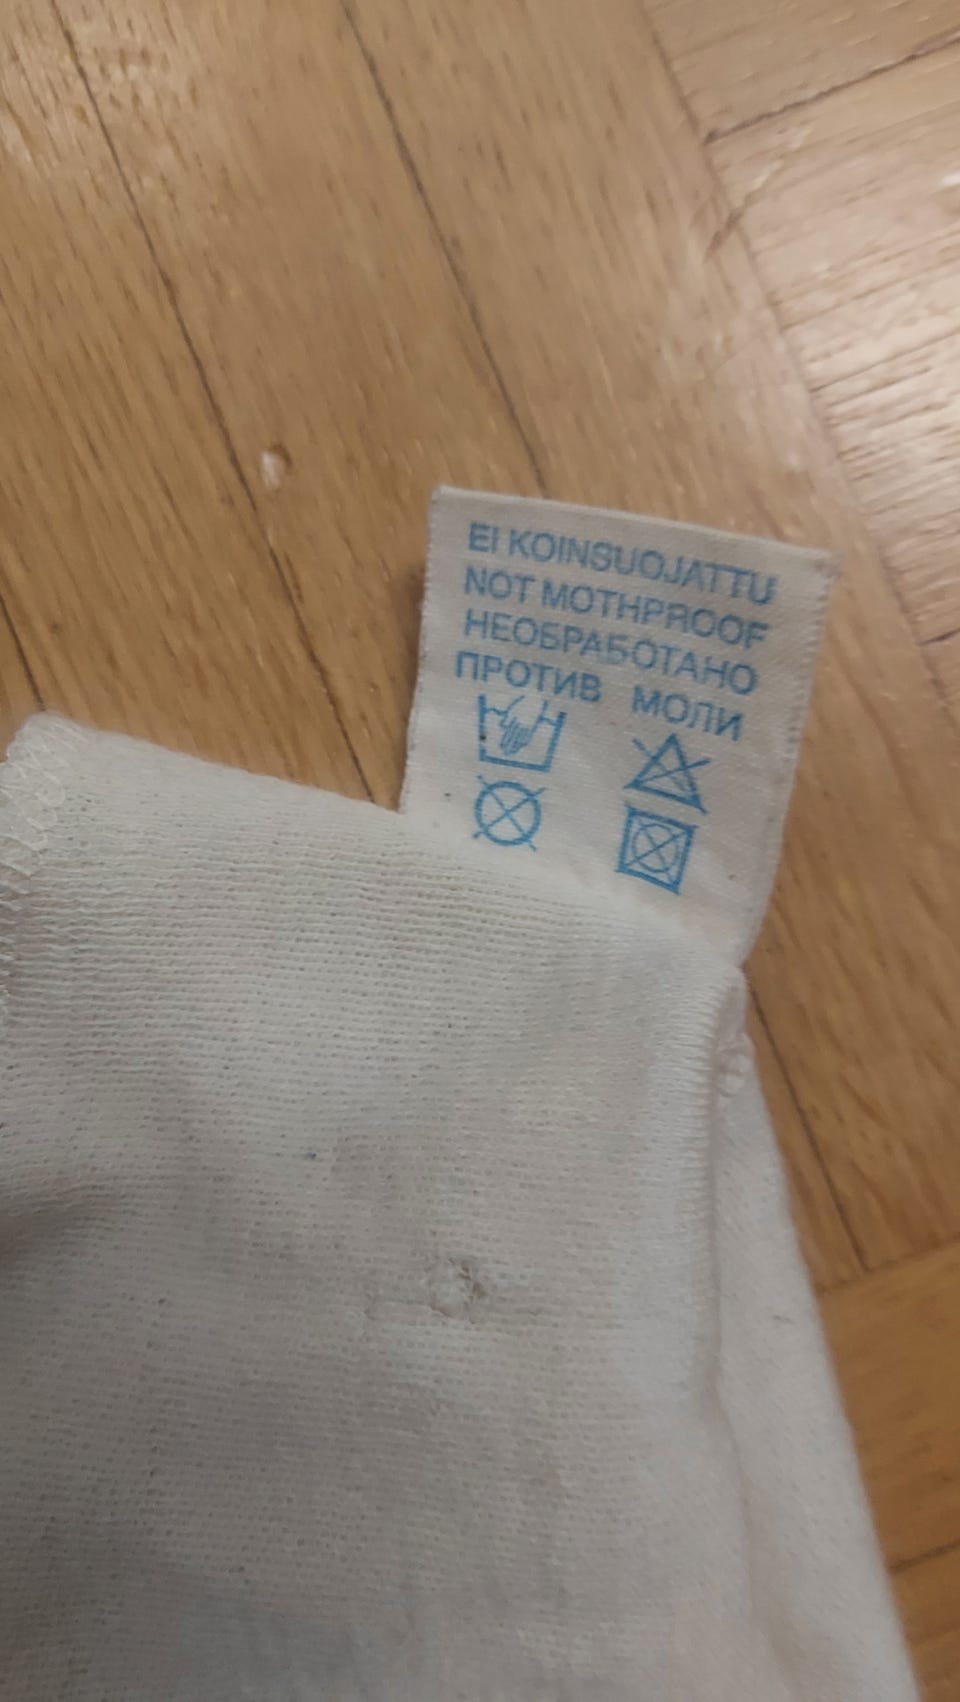 EI KOINSUOJATTU
NOT MOTHPROOF
НЕОБРАБОТАНО
ПРОТИВ МОЛИ